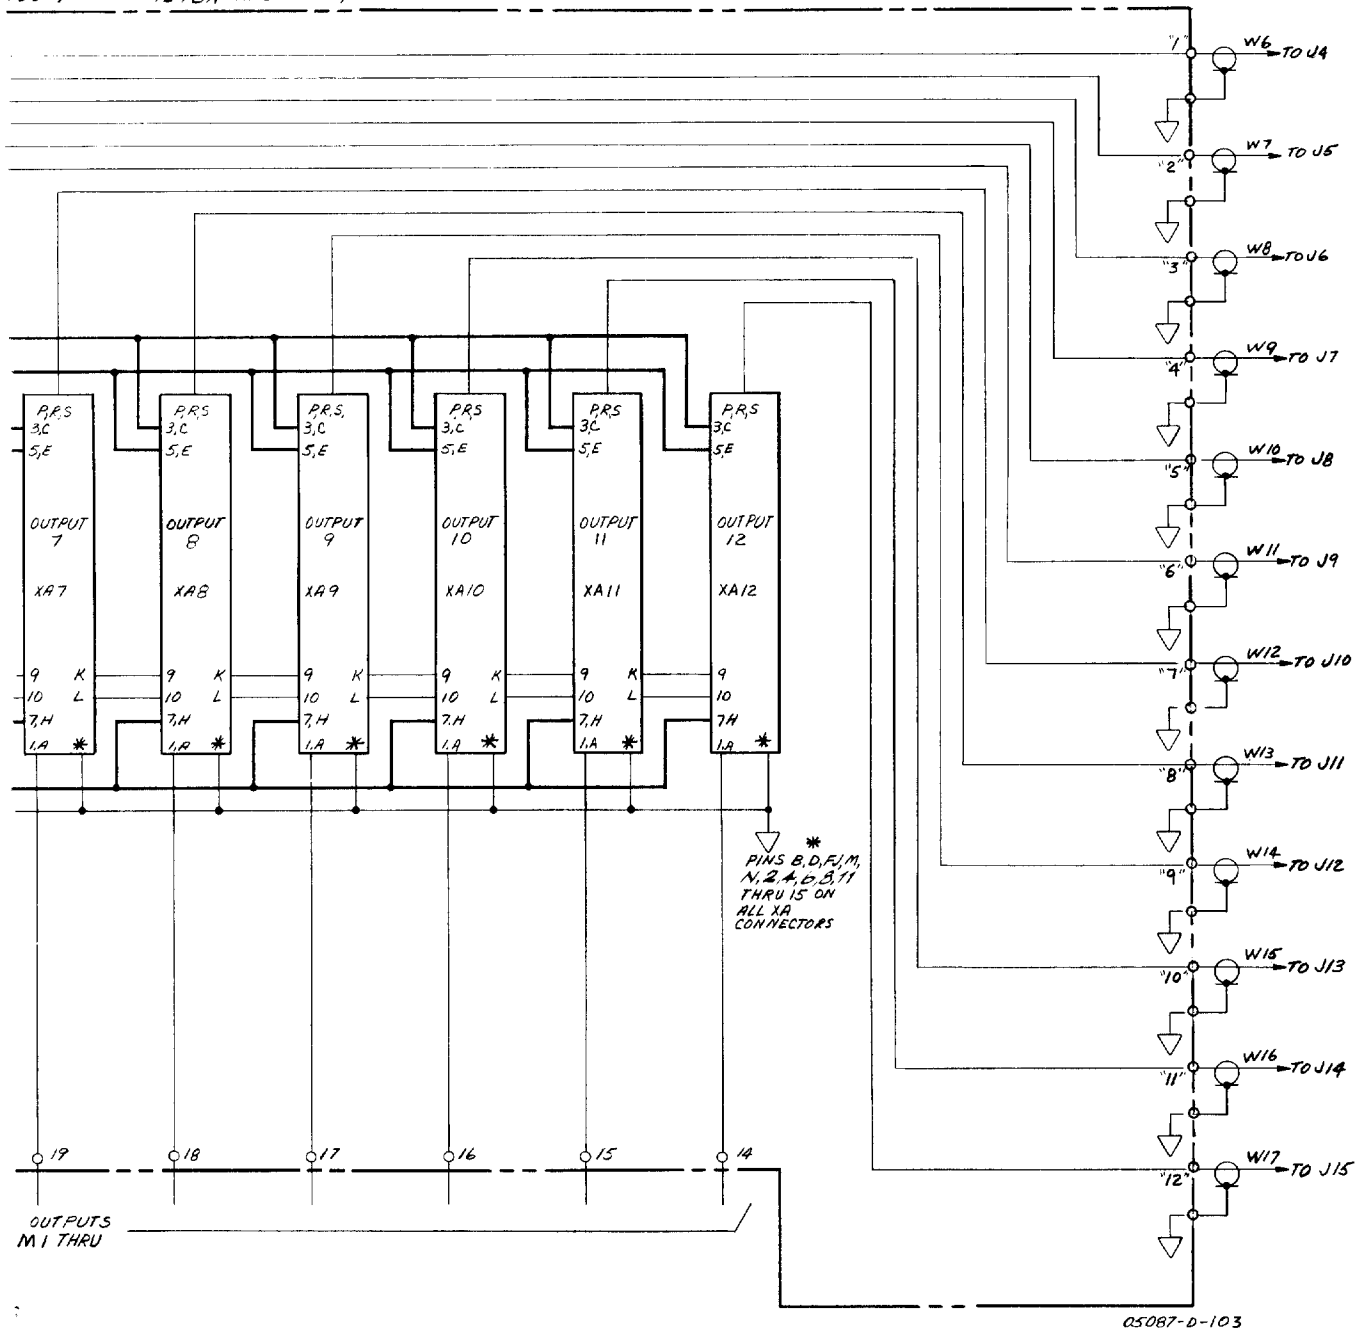 "1" W6 TO J4
"2" W7 TO J5
"3" W8 TO J6
"4" W9 TO J7
"5" W10 TO J8
"6" W11 TO J9
"7" W12 TO J10
"8" W13 TO J11
"9" W14 TO J12
"10" W15 TO J13
"11" W16 TO J14
"12" W17 TO J15
P,R,S P,R,S P,R,S, P,R,S P,R,S P,R,S
3,C 3,C 3,C 3,C 3,C 3,C
5,E 5,E 5,E 5,E 5,E 5,E
OUTPUT OUTPUT OUTPUT OUTPUT OUTPUT OUTPUT
7 8 9 10 11 12
XA7 XA8 XA9 XA10 XA11 XA12
9 K 9 K 9 K 9 K 9 K 9
10 L 10 L 10 L 10 L 10 L 10
7,H 7,H 7,H 7,H 7,H 7H
1,A * 1,A * 1,A * 1,A * 1,A * 1,A *
*
PINS B,D,F,J,M,
N,2,4,6,8,11
THRU 15 ON
ALL XA
CONNECTORS
19 18 17 16 15 14
OUTPUTS
M1 THRU
05087-D-103